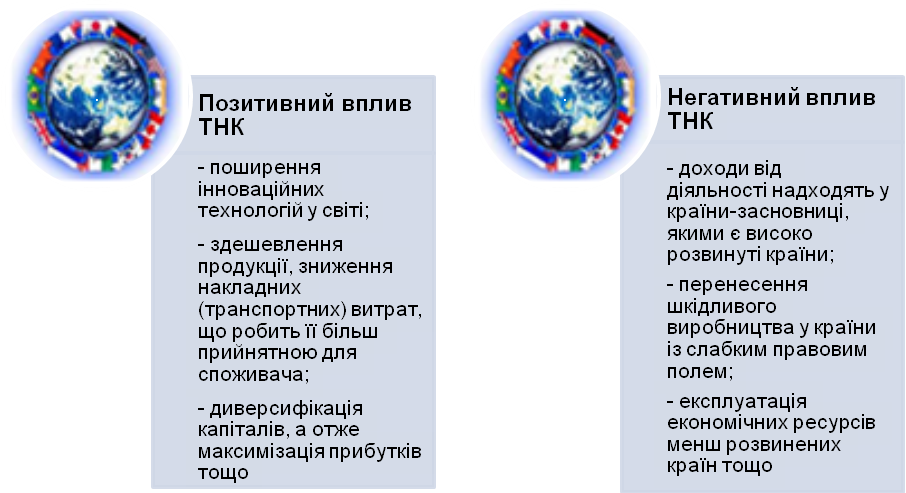 Позитивний вплив
ТНК
- поширення
інноваційних
технологій у світі;
- здешевлення
продукції, зниження
накладних
(транспортних) витрат,
що робить її більш
прийнятною для
споживача;
- диверсифікація
капіталів, а отже
максимізація прибутків
тощо
Негативний вплив
ТНК
- доходи від
діяльності надходять у
країни-засновниці,
якими є високо
розвинуті країни;
- перенесення
шкідливого
виробництва у країни
із слабким правовим
полем;
- експлуатація
економічних ресурсів
менш розвинених
країн тощо